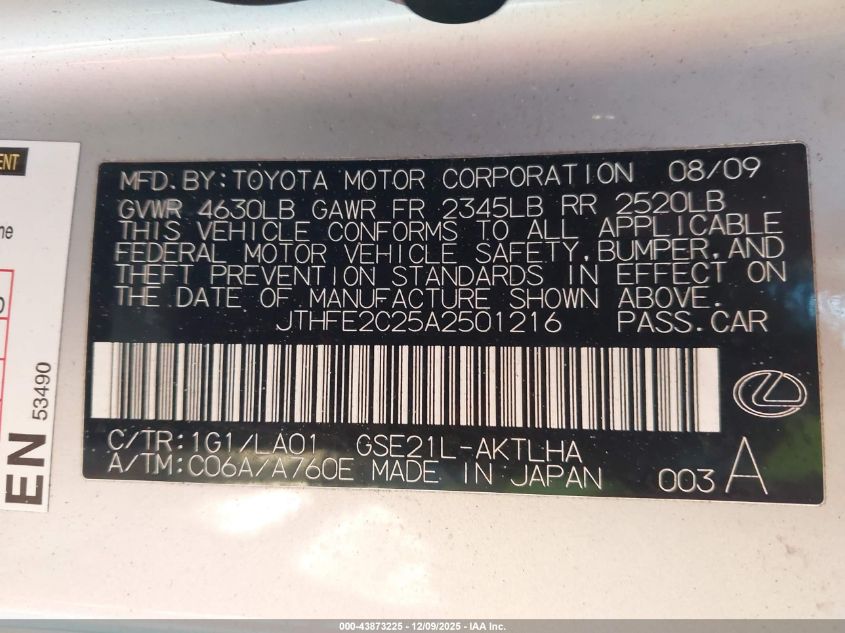 MFD.BY:TOYOTA MOTOR CORPORATION 08/09
GVWR 4630LB GAWR FR 2345LB RR 2520LB
THIS VEHICLE CONFORMS TO ALL APPLICABLE
FEDERAL MOTOR VEHICLE SAFETY, BUMPER, AND
THEFT PREVENTION STANDARDS IN EFFECT ON
THE DATE OF MANUFACTURE SHOWN ABOVE.
JTHFE2C25A2501216 PASS.CAR
C/TR:1G1/LA01 GSE21L-AKTLHA
A/TM:C06A/A760E MADE IN JAPAN 003 A
EN 53490
000-43873225 - 12/09/2025 - IAA Inc.